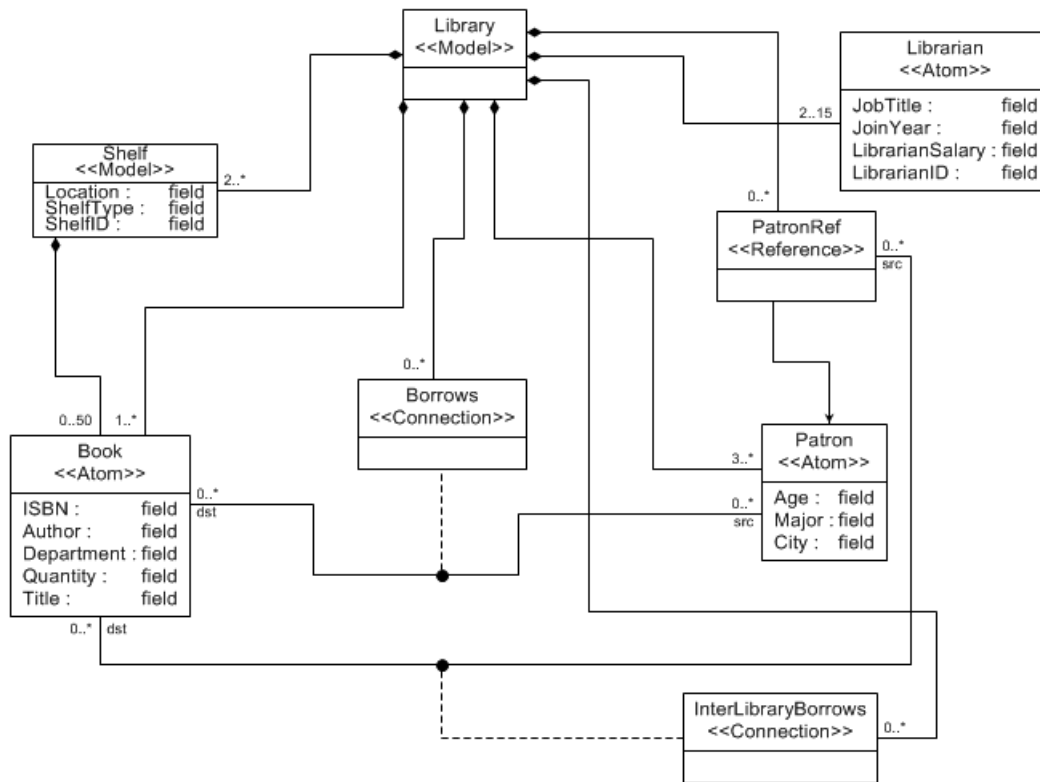 Library
<<Model>>
Librarian
<<Atom>>
JobTitle : field
JoinYear : field
LibrarianSalary : field
LibrarianID : field
2..15
Shelf
<<Model>>
Location : field
ShelfType : field
ShelfID : field
2..*
0..*
PatronRef
<<Reference>>
0..*
src
0..*
Borrows
<<Connection>>
0..50
1..*
Book
<<Atom>>
ISBN : field
Author : field
Department : field
Quantity : field
Title : field
0..*
dst
3..*
0..*
src
Patron
<<Atom>>
Age : field
Major : field
City : field
0..* dst
InterLibraryBorrows
<<Connection>>
0..*